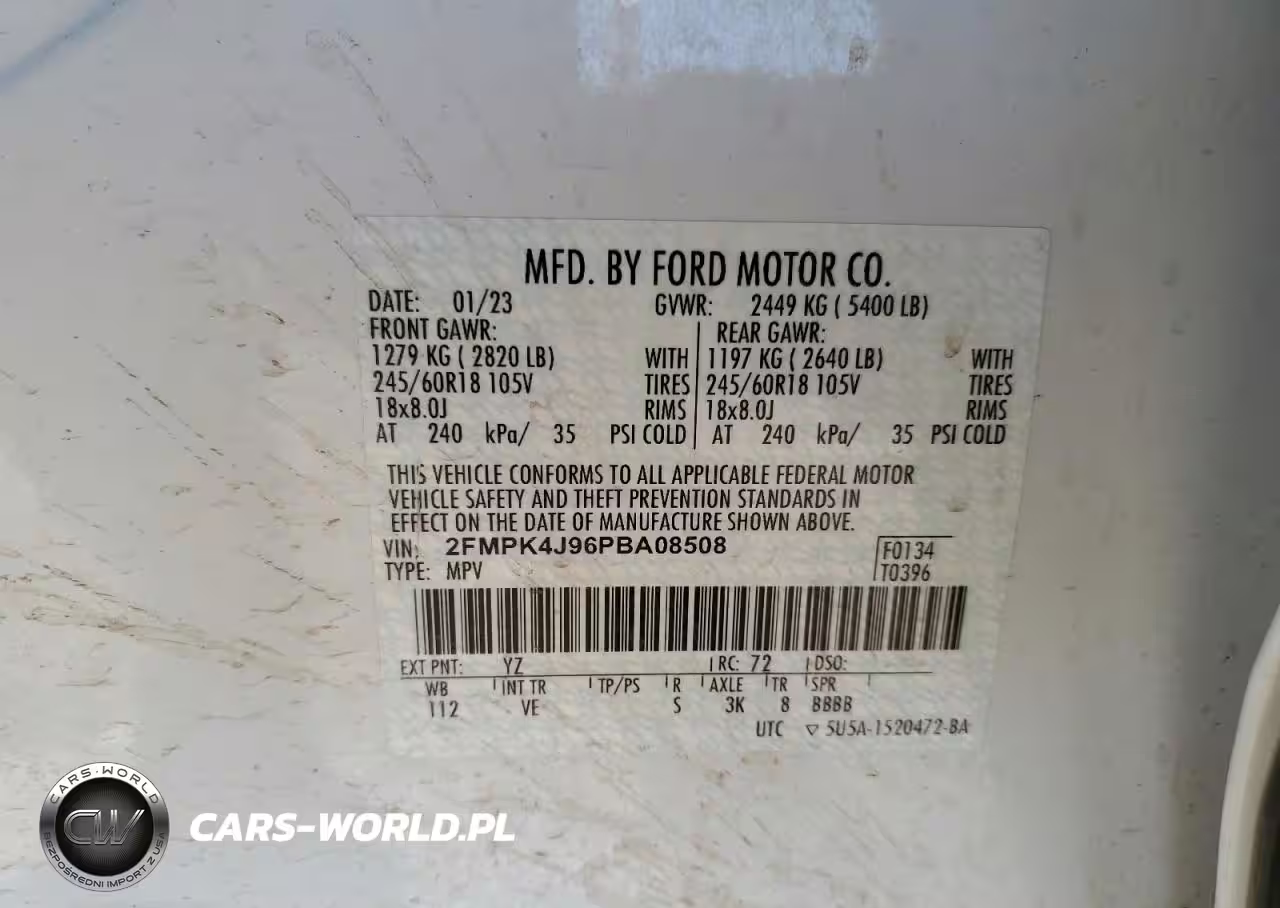 MFD. BY FORD MOTOR CO.
DATE: 01/23 GVWR: 2449 KG ( 5400 LB)
FRONT GAWR: REAR GAWR:
1279 KG ( 2820 LB) WITH 1197 KG ( 2640 LB) WITH
245/60R18 105V TIRES 245/60R18 105V TIRES
18x8.0J RIMS 18x8.0J RIMS
AT 240 kPa/ 35 PSI COLD AT 240 kPa/ 35 PSI COLD
THIS VEHICLE CONFORMS TO ALL APPLICABLE FEDERAL MOTOR
VEHICLE SAFETY AND THEFT PREVENTION STANDARDS IN
EFFECT ON THE DATE OF MANUFACTURE SHOWN ABOVE.
VIN: 2FMPK4J96PBA08508 F0134
TYPE: MPV T0396
EXT PNT: YZ RC: 72 DSO:
WB INT TR TP/PS R AXLE TR SPR
112 VE S 3K 8 BBBB
UTC ▽ 5U5A-1520472-BA
CARS-WORLD
CW
BEZPOŚREDNI IMPORT Z USA
CARS-WORLD.PL